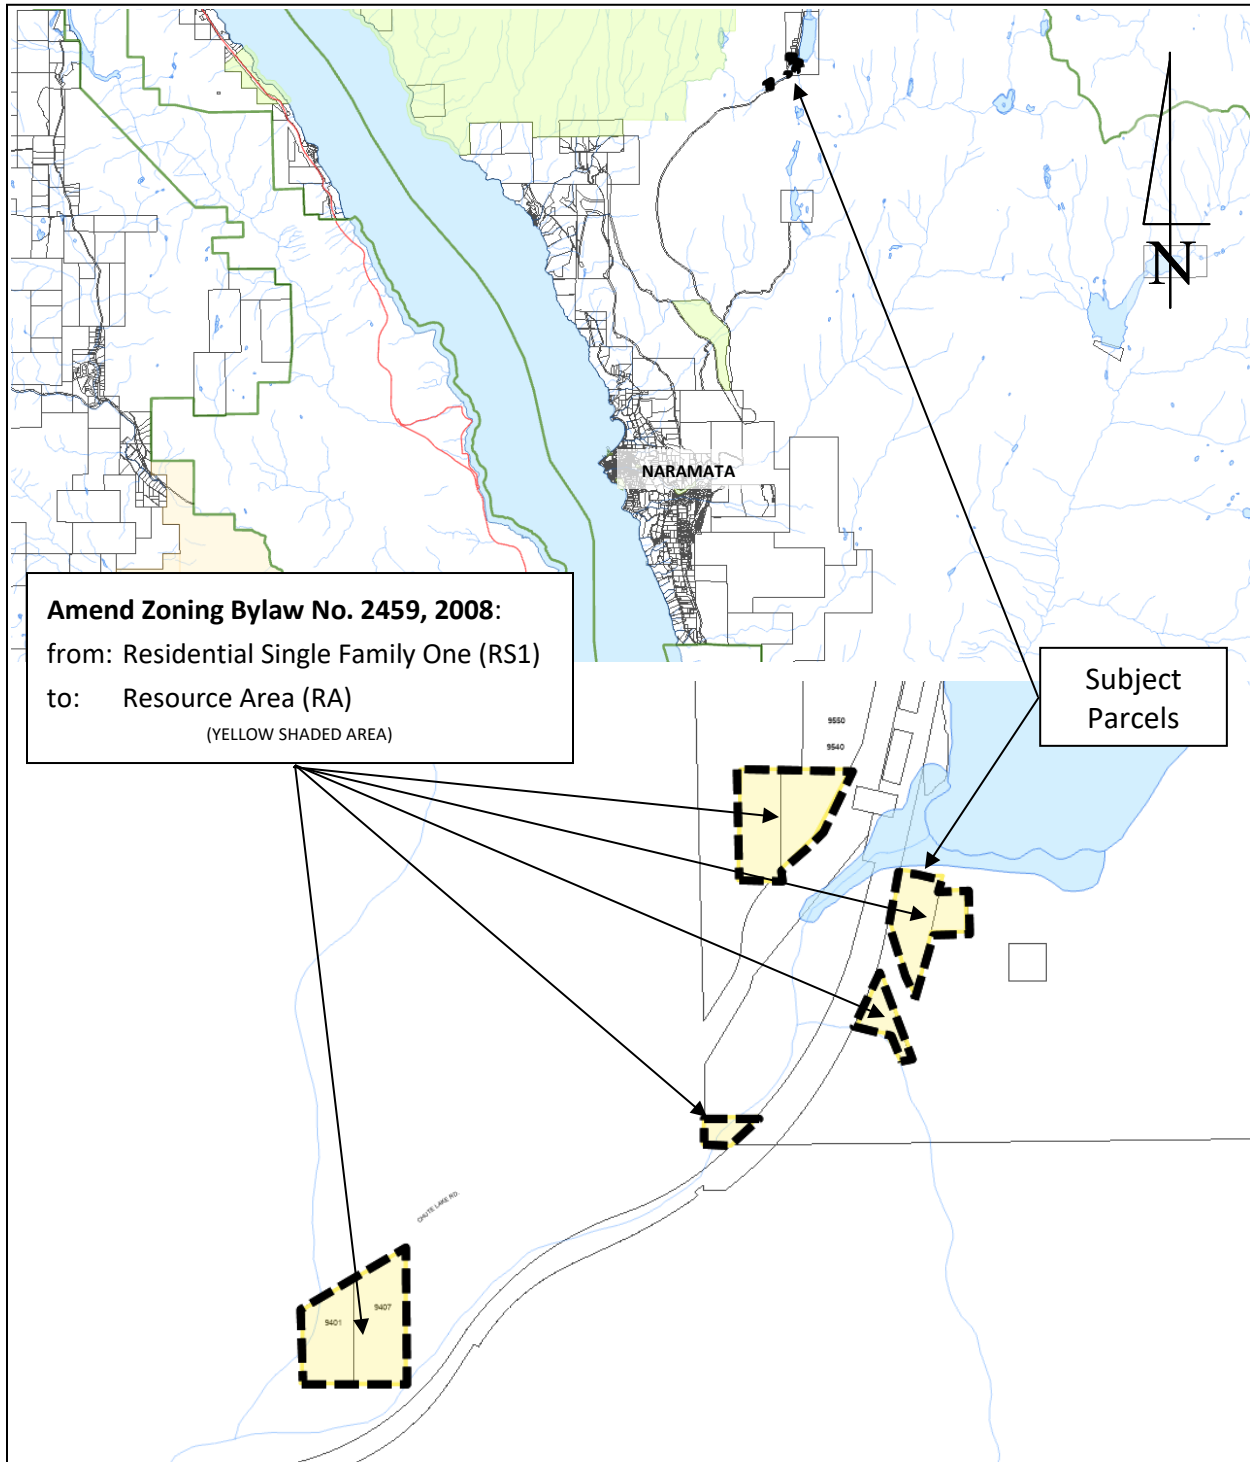 N
NARAMATA
Amend Zoning Bylaw No. 2459, 2008:
from: Residential Single Family One (RS1)
to: Resource Area (RA)
(YELLOW SHADED AREA)
Subject
Parcels
9550
9540
CHUTE LAKE RD.
9407
9401